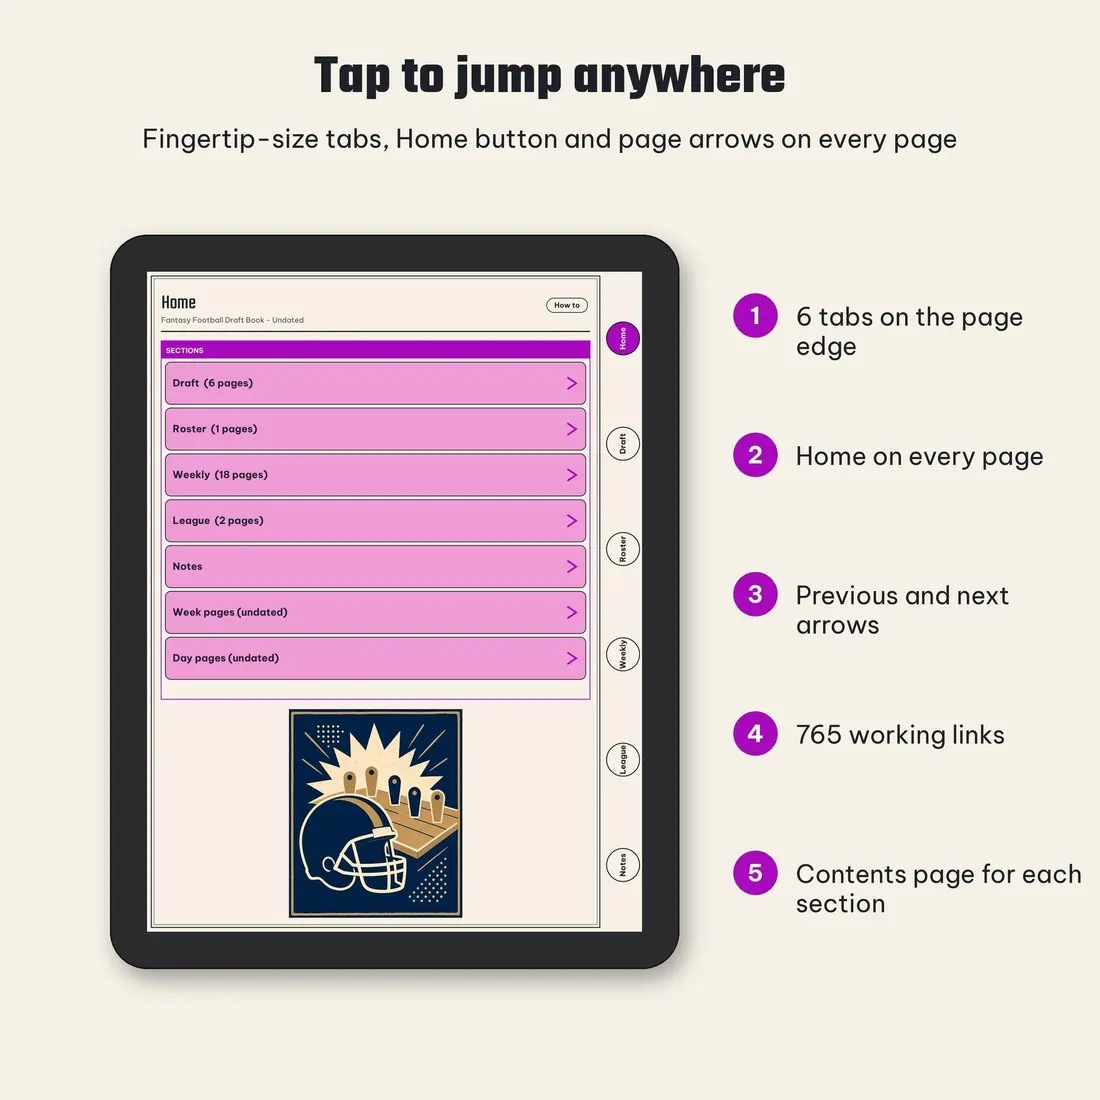 Tap to jump anywhere
Fingertip-size tabs, Home button and page arrows on every page
Home
How to
Fantasy Football Draft Book - Undated
SECTIONS
Draft (6 pages)
Roster (1 pages)
Weekly (18 pages)
League (2 pages)
Notes
Week pages (undated)
Day pages (undated)
Home
Draft
Roster
Weekly
League
Notes
1 6 tabs on the page
edge
2 Home on every page
3 Previous and next
arrows
4 765 working links
5 Contents page for each
section